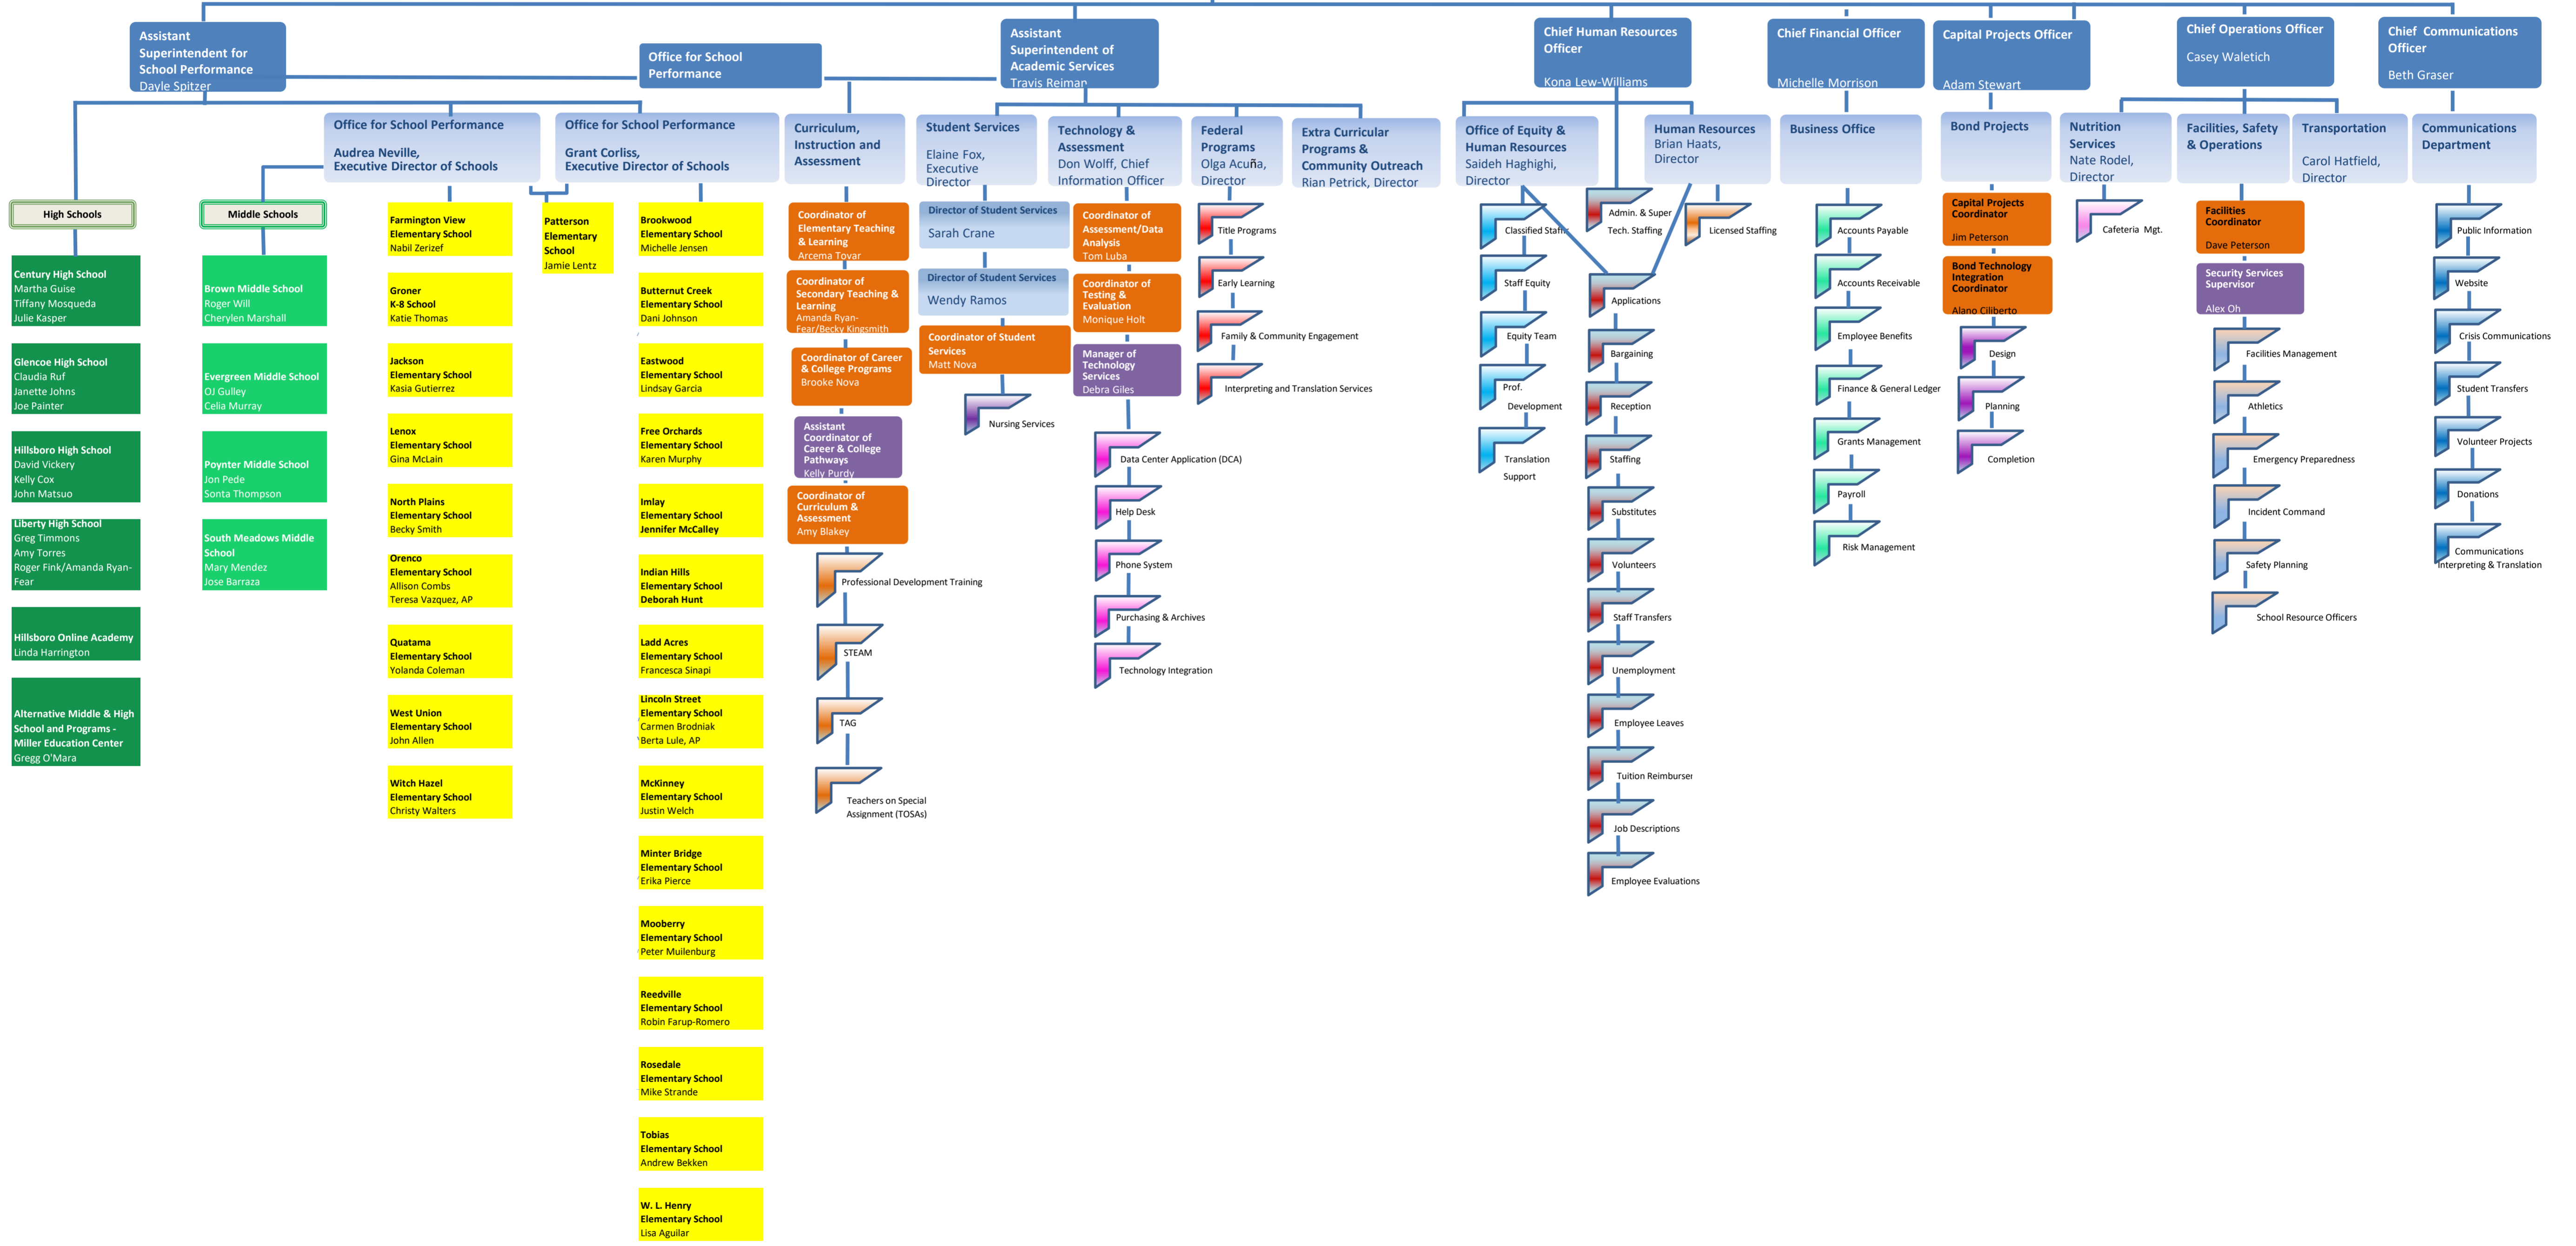 Assistant
Superintendent for
School Performance
Dayle Spitzer
Office for School
Performance
Assistant
Superintendent of
Academic Services
Travis Reiman
Chief Human Resources
Officer
Kona Lew-Williams
Chief Financial Officer
Michelle Morrison
Capital Projects Officer
Adam Stewart
Chief Operations Officer
Casey Waletich
Chief  Communications
Officer
Beth Graser
Office for School Performance
Audrea Neville,
Executive Director of Schools
Office for School Performance
Grant Corliss,
Executive Director of Schools
Curriculum,
Instruction and
Assessment
Student Services
Elaine Fox,
Executive
Director
Technology &
Assessment
Don Wolff, Chief
Information Officer
Federal
Programs
Olga Acuña,
Director
Extra Curricular
Programs &
Community Outreach
Rian Petrick, Director
Office of Equity &
Human Resources
Saideh Haghighi,
Director
Human Resources
Brian Haats,
Director
Business Office
Bond Projects
Nutrition
Services
Nate Rodel,
Director
Facilities, Safety
& Operations
Transportation
Carol Hatfield,
Director
Communications
Department
High Schools
Century High School
Martha Guise
Tiffany Mosqueda
Julie Kasper
Glencoe High School
Claudia Ruf
Janette Johns
Joe Painter
Hillsboro High School
David Vickery
Kelly Cox
John Matsuo
Liberty High School
Greg Timmons
Amy Torres
Roger Fink/Amanda Ryan-
Fear
Hillsboro Online Academy
Linda Harrington
Alternative Middle & High
School and Programs -
Miller Education Center
Gregg O'Mara
Middle Schools
Brown Middle School
Roger Will
Cherylen Marshall
Evergreen Middle School
OJ Gulley
Celia Murray
Poynter Middle School
Jon Pede
Sonta Thompson
South Meadows Middle
School
Mary Mendez
Jose Barraza
Farmington View
Elementary School
Nabil Zerizef
Groner
K-8 School
Katie Thomas
Jackson
Elementary School
Kasia Gutierrez
Lenox
Elementary School
Gina McLain
North Plains
Elementary School
Becky Smith
Orenco
Elementary School
Allison Combs
Teresa Vazquez, AP
Quatama
Elementary School
Yolanda Coleman
West Union
Elementary School
John Allen
Witch Hazel
Elementary School
Christy Walters
Patterson
Elementary
School
Jamie Lentz
Brookwood
Elementary School
Michelle Jensen
Butternut Creek
Elementary School
Dani Johnson
Eastwood
Elementary School
Lindsay Garcia
Free Orchards
Elementary School
Karen Murphy
Imlay
Elementary School
Jennifer McCalley
Indian Hills
Elementary School
Deborah Hunt
Ladd Acres
Elementary School
Francesca Sinapi
Lincoln Street
Elementary School
Carmen Brodniak
Berta Lule, AP
McKinney
Elementary School
Justin Welch
Minter Bridge
Elementary School
Erika Pierce
Mooberry
Elementary School
Peter Muilenburg
Reedville
Elementary School
Robin Farup-Romero
Rosedale
Elementary School
Mike Strande
Tobias
Elementary School
Andrew Bekken
W. L. Henry
Elementary School
Lisa Aguilar
Coordinator of
Elementary Teaching
& Learning
Arcema Tovar
Coordinator of
Secondary Teaching &
Learning
Amanda Ryan-
Fear/Becky Kingsmith
Coordinator of Career
& College Programs
Brooke Nova
Assistant
Coordinator of
Career & College
Pathways
Kelly Purdy
Coordinator of
Curriculum &
Assessment
Amy Blakey
Professional Development Training
STEAM
TAG
Teachers on Special
Assignment (TOSAs)
Director of Student Services
Sarah Crane
Director of Student Services
Wendy Ramos
Coordinator of Student
Services
Matt Nova
Nursing Services
Coordinator of
Assessment/Data
Analysis
Tom Luba
Coordinator of
Testing &
Evaluation
Monique Holt
Manager of
Technology
Services
Debra Giles
Data Center Application (DCA)
Help Desk
Phone System
Purchasing & Archives
Technology Integration
Title Programs
Early Learning
Family & Community Engagement
Interpreting and Translation Services
Classified Staffi
Staff Equity
Equity Team
Prof.
Development
Translation
Support
Admin. & Super
Tech. Staffing
Applications
Bargaining
Reception
Staffing
Substitutes
Volunteers
Staff Transfers
Unemployment
Employee Leaves
Tuition Reimburser
Job Descriptions
Employee Evaluations
Licensed Staffing
Accounts Payable
Accounts Receivable
Employee Benefits
Finance & General Ledger
Grants Management
Payroll
Risk Management
Capital Projects
Coordinator
Jim Peterson
Bond Technology
Integration
Coordinator
Alano Ciliberto
Design
Planning
Completion
Cafeteria  Mgt.
Facilities
Coordinator
Dave Peterson
Security Services
Supervisor
Alex Oh
Facilities Management
Athletics
Emergency Preparedness
Incident Command
Safety Planning
School Resource Officers
Public Information
Website
Crisis Communications
Student Transfers
Volunteer Projects
Donations
Communications
Interpreting & Translation